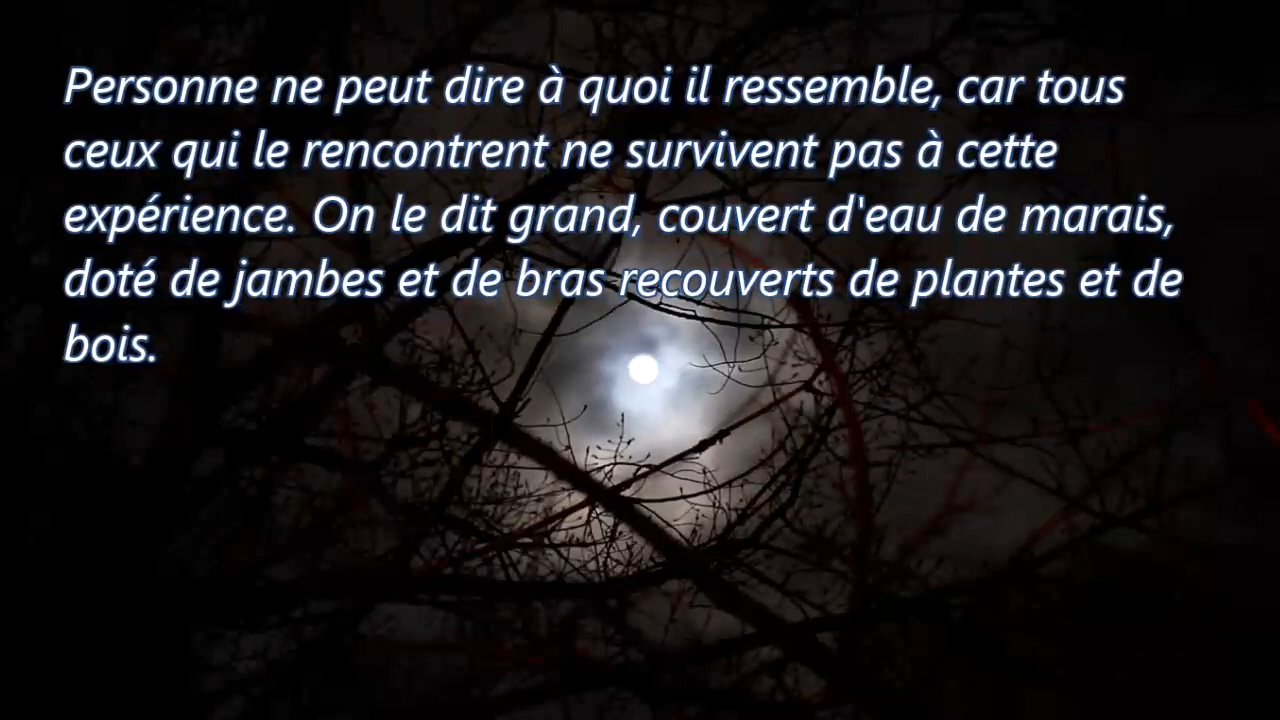 Personne ne peut dire à quoi il ressemble, car tous
ceux qui le rencontrent ne survivent pas à cette
expérience. On le dit grand, couvert d'eau de marais,
doté de jambes et de bras recouverts de plantes et de
bois.